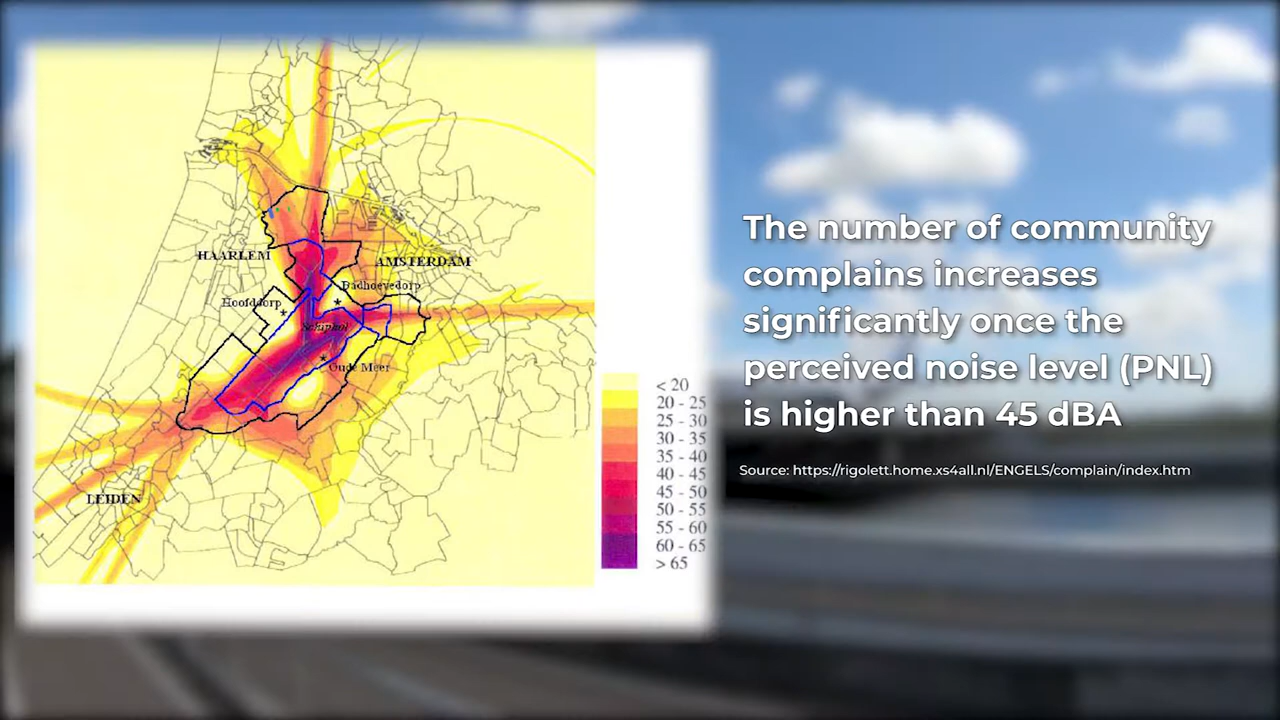 HAARLEM
AMSTERDAM
Badhoevedorp
Hoofddorp
Schiphol
Oude Meer
LEIDEN
< 20
20 - 25
25 - 30
30 - 35
35 - 40
40 - 45
45 - 50
50 - 55
55 - 60
60 - 65
> 65
The number of community
complains increases
significantly once the
perceived noise level (PNL)
is higher than 45 dBA
Source: https://rigolett.home.xs4all.nl/ENGELS/complain/index.htm